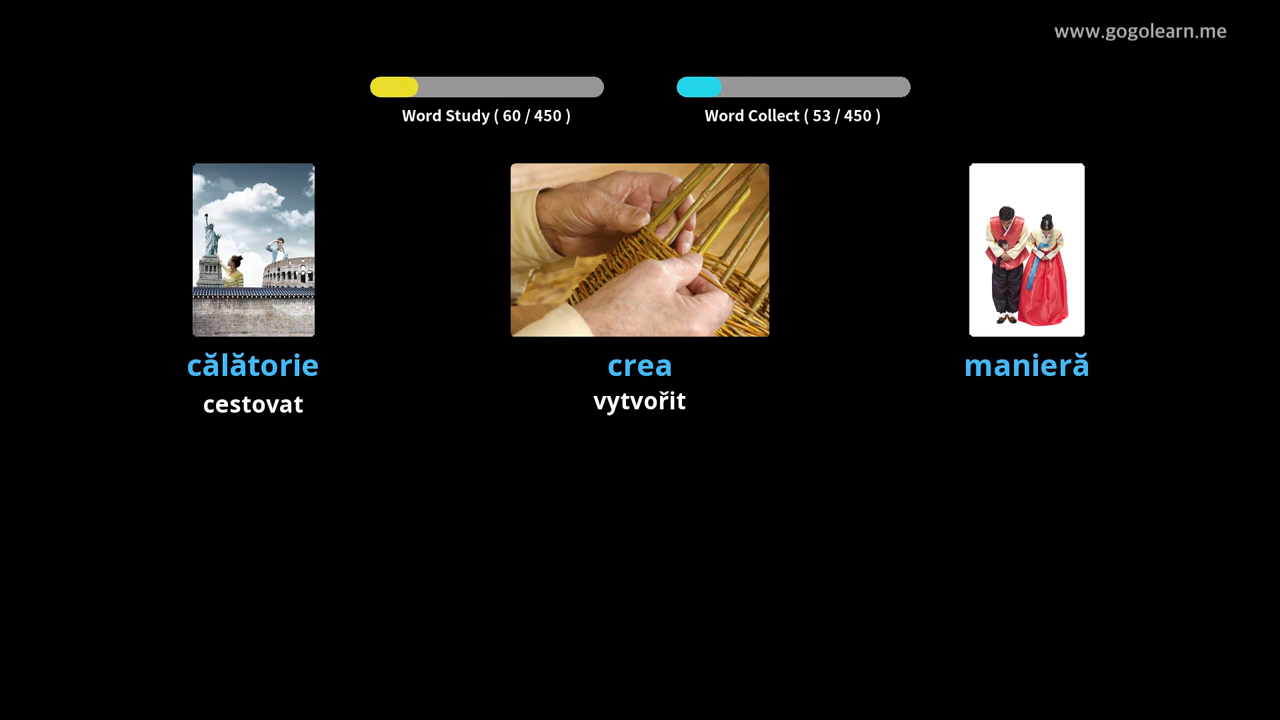 www.gogolearn.me
Word Study ( 60 / 450 )
Word Collect ( 53 / 450 )
călătorie
crea
manieră
cestovat
vytvořit